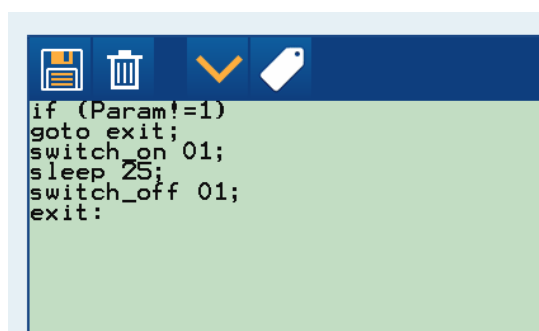 if (Param!=1)
goto exit;
switch_on 01;
sleep 25;
switch_off 01;
exit: